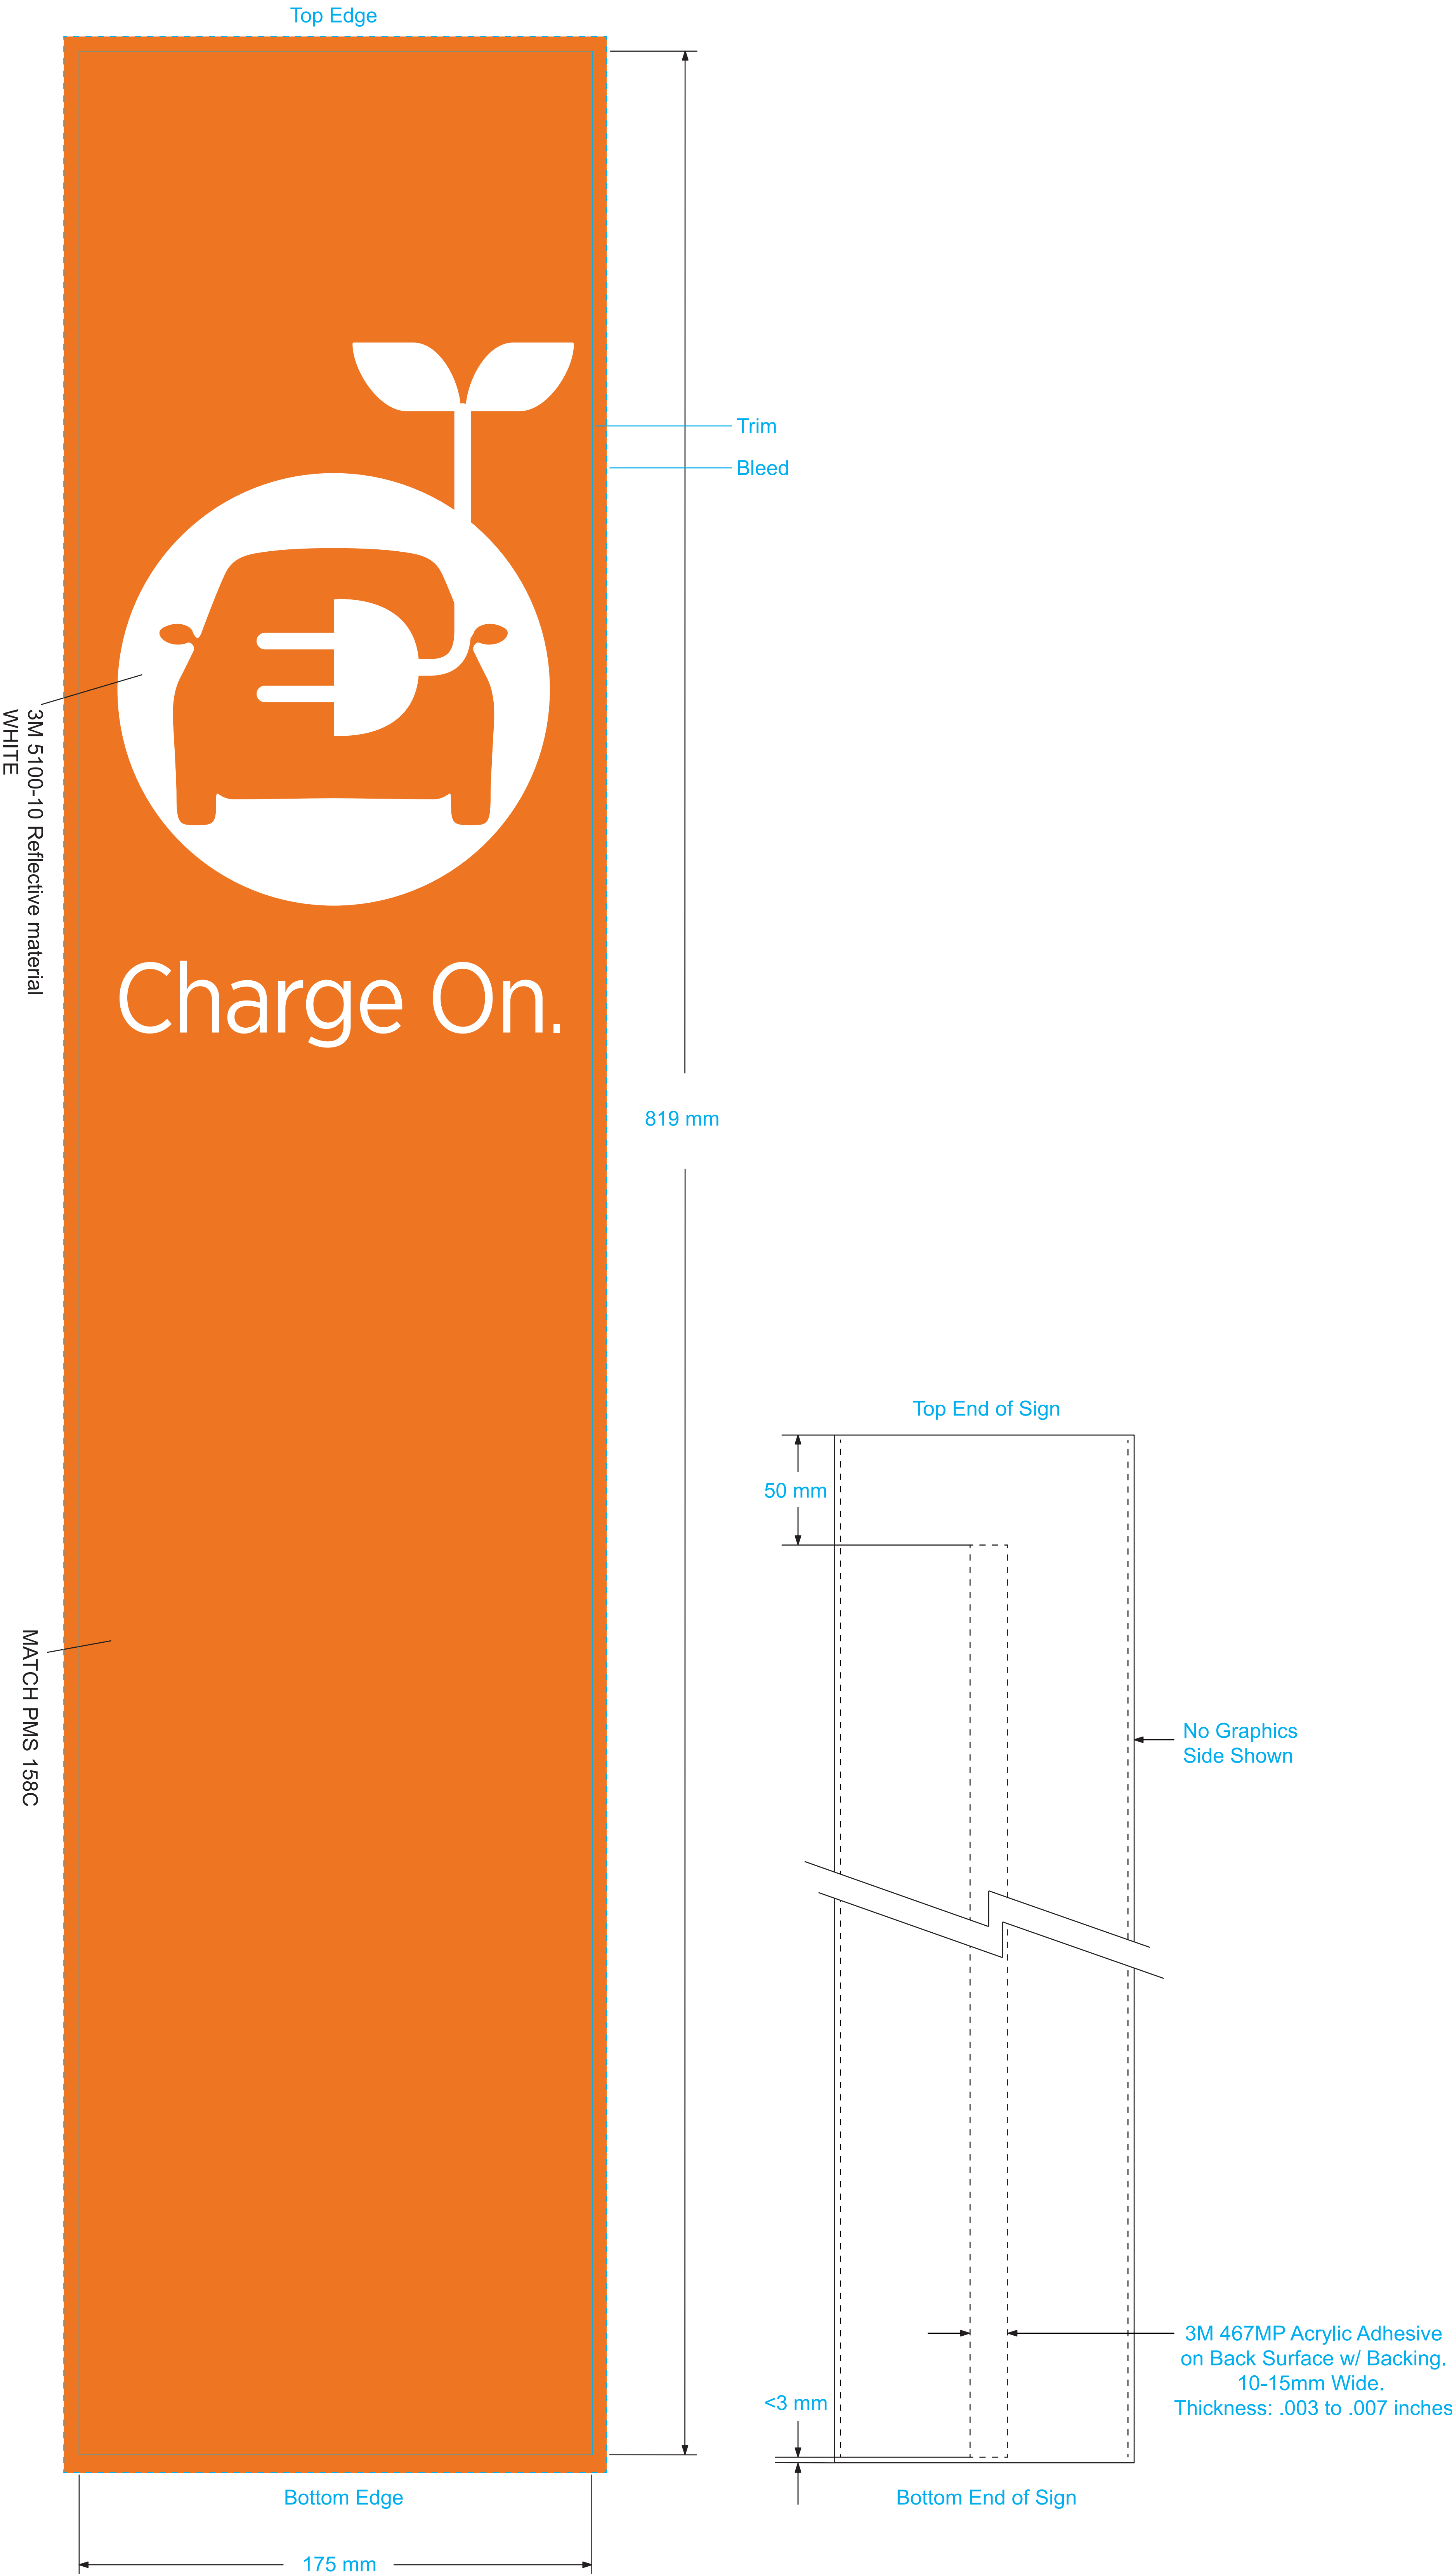 Top Edge
Trim
Bleed
3M 5100-10 Reflective material
WHITE
Charge On.
819 mm
MATCH PMS 158C
Bottom Edge
175 mm
Top End of Sign
50 mm
No Graphics
Side Shown
3M 467MP Acrylic Adhesive
on Back Surface w/ Backing.
10-15mm Wide.
Thickness: .003 to .007 inches
<3 mm
Bottom End of Sign